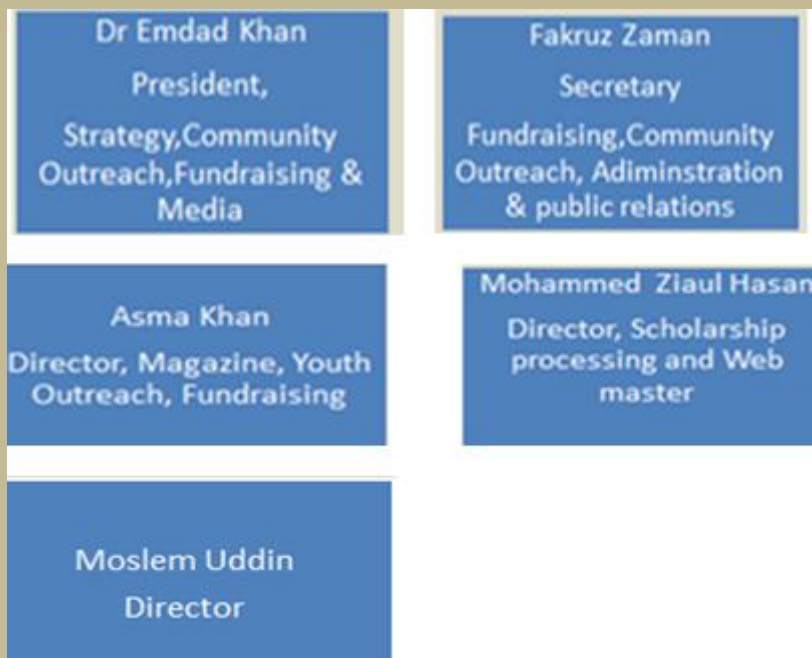 Dr Emdad Khan
President,
Strategy,Community
Outreach,Fundraising &
Media
Fakruz Zaman
Secretary
Fundraising,Community
Outreach, Adiminstration
& public relations
Asma Khan
Director, Magazine, Youth
Outreach, Fundraising
Mohammed Ziaul Hasan
Director, Scholarship
processing and Web
master
Moslem Uddin
Director